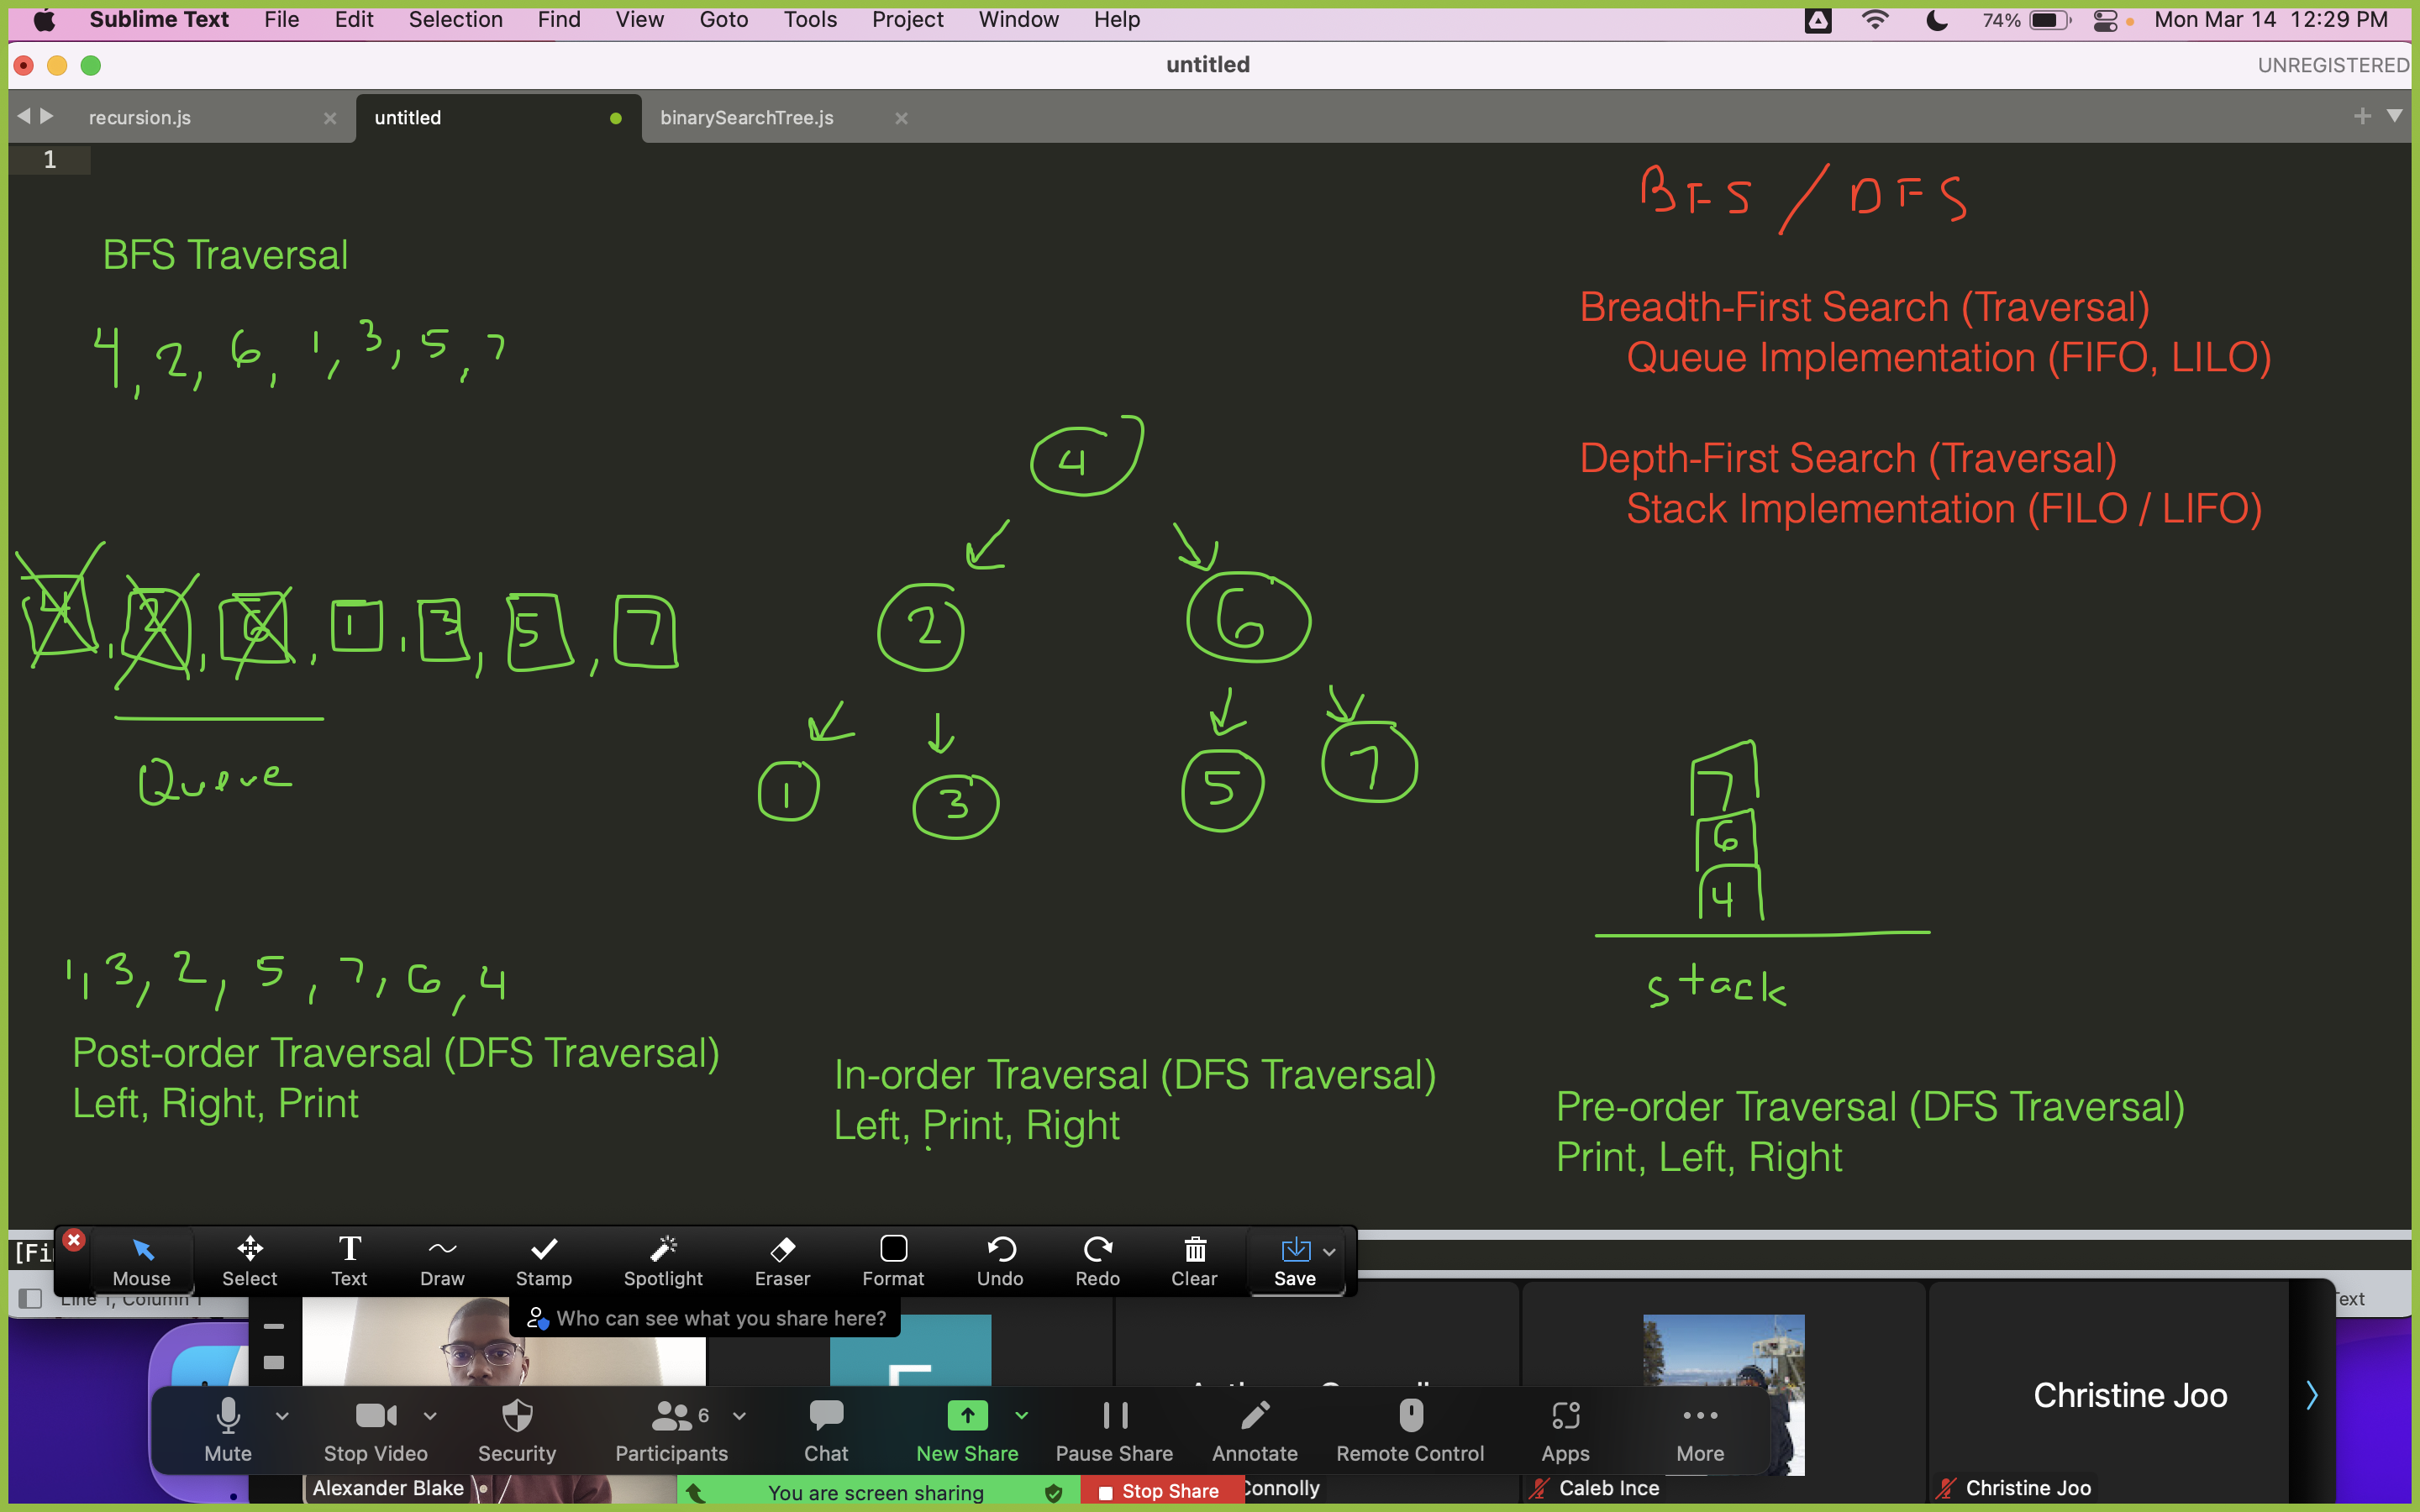 Sublime Text File Edit Selection Find View Goto Tools Project Window Help 74% Mon Mar 14 12:29 PM
untitled UNREGISTERED
recursion.js untitled binarySearchTree.js
1
BFS / DFS
BFS Traversal
4, 2, 6, 1, 3, 5, 7
Breadth-First Search (Traversal)
Queue Implementation (FIFO, LILO)
Depth-First Search (Traversal)
Stack Implementation (FILO / LIFO)
4
2 6
4, 2, 6, 1, 3, 5, 7
Queue
1 3 5 7
7
6
4
stack
1, 3, 2, 5, 7, 6, 4
Post-order Traversal (DFS Traversal)
Left, Right, Print
In-order Traversal (DFS Traversal)
Left, Print, Right
Pre-order Traversal (DFS Traversal)
Print, Left, Right
[Fi
Mouse Select Text Draw Stamp Spotlight Eraser Format Undo Redo Clear Save
Line 1, Column 1
Who can see what you share here?
Christine Joo
6
Mute Stop Video Security Participants Chat New Share Pause Share Annotate Remote Control Apps More
Alexander Blake You are screen sharing Stop Share Connolly Caleb Ince Christine Joo